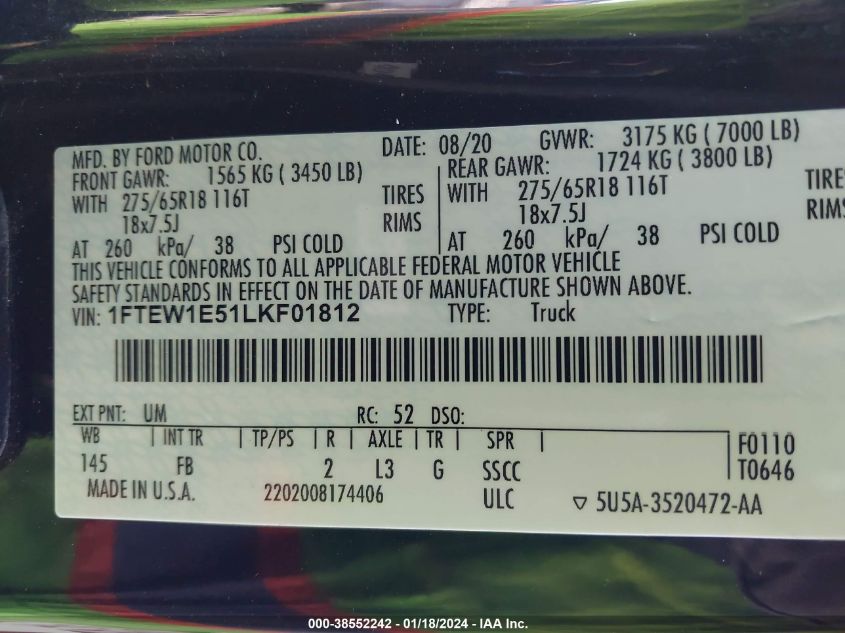 MFD. BY FORD MOTOR CO. DATE: 08/20 GVWR: 3175 KG ( 7000 LB)
FRONT GAWR: 1565 KG ( 3450 LB) REAR GAWR: 1724 KG ( 3800 LB)
WITH 275/65R18 116T TIRES WITH 275/65R18 116T TIRE
18x7.5J RIMS 18x7.5J RIMS
AT 260 kPa/ 38 PSI COLD AT 260 kPa/ 38 PSI COLD
THIS VEHICLE CONFORMS TO ALL APPLICABLE FEDERAL MOTOR VEHICLE
SAFETY STANDARDS IN EFFECT ON THE DATE OF MANUFACTURE SHOWN ABOVE.
VIN: 1FTEW1E51LKF01812 TYPE: Truck
EXT PNT: UM RC: 52 DSO:
WB INT TR TP/PS R AXLE TR SPR F0110
145 FB 2 L3 G SSCC T0646
MADE IN U.S.A. 2202008174406 ULC ▽ 5U5A-3520472-AA
000-38552242 - 01/18/2024 - IAA Inc.